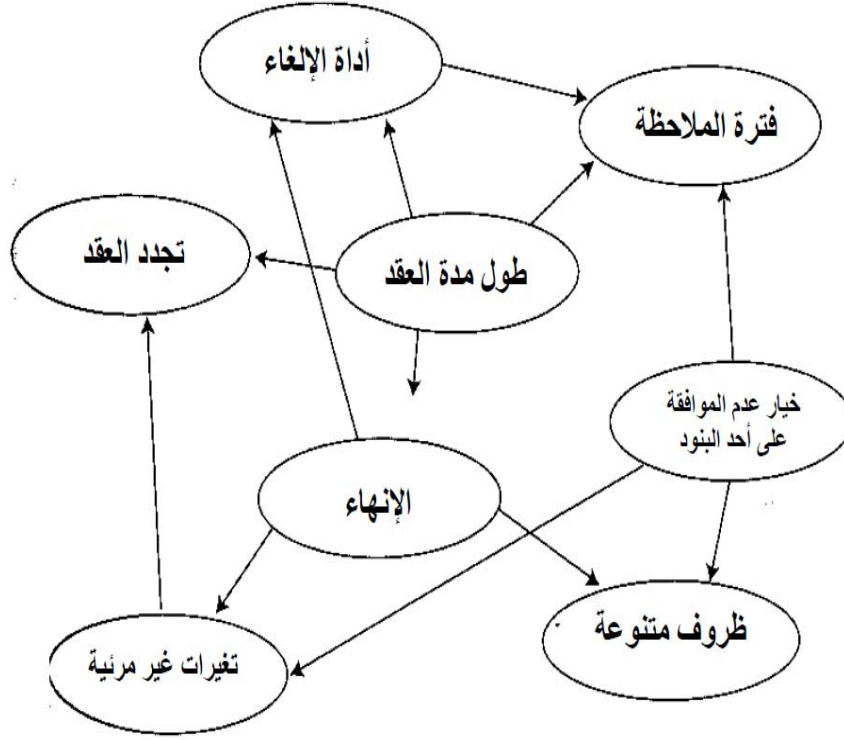 أداة الإلغاء
فترة الملاحظة
تجدد العقد
طول مدة العقد
خيار عدم الموافقة
على أحد البنود
الإنهاء
ظروف متنوعة
تغيرات غير مرئية